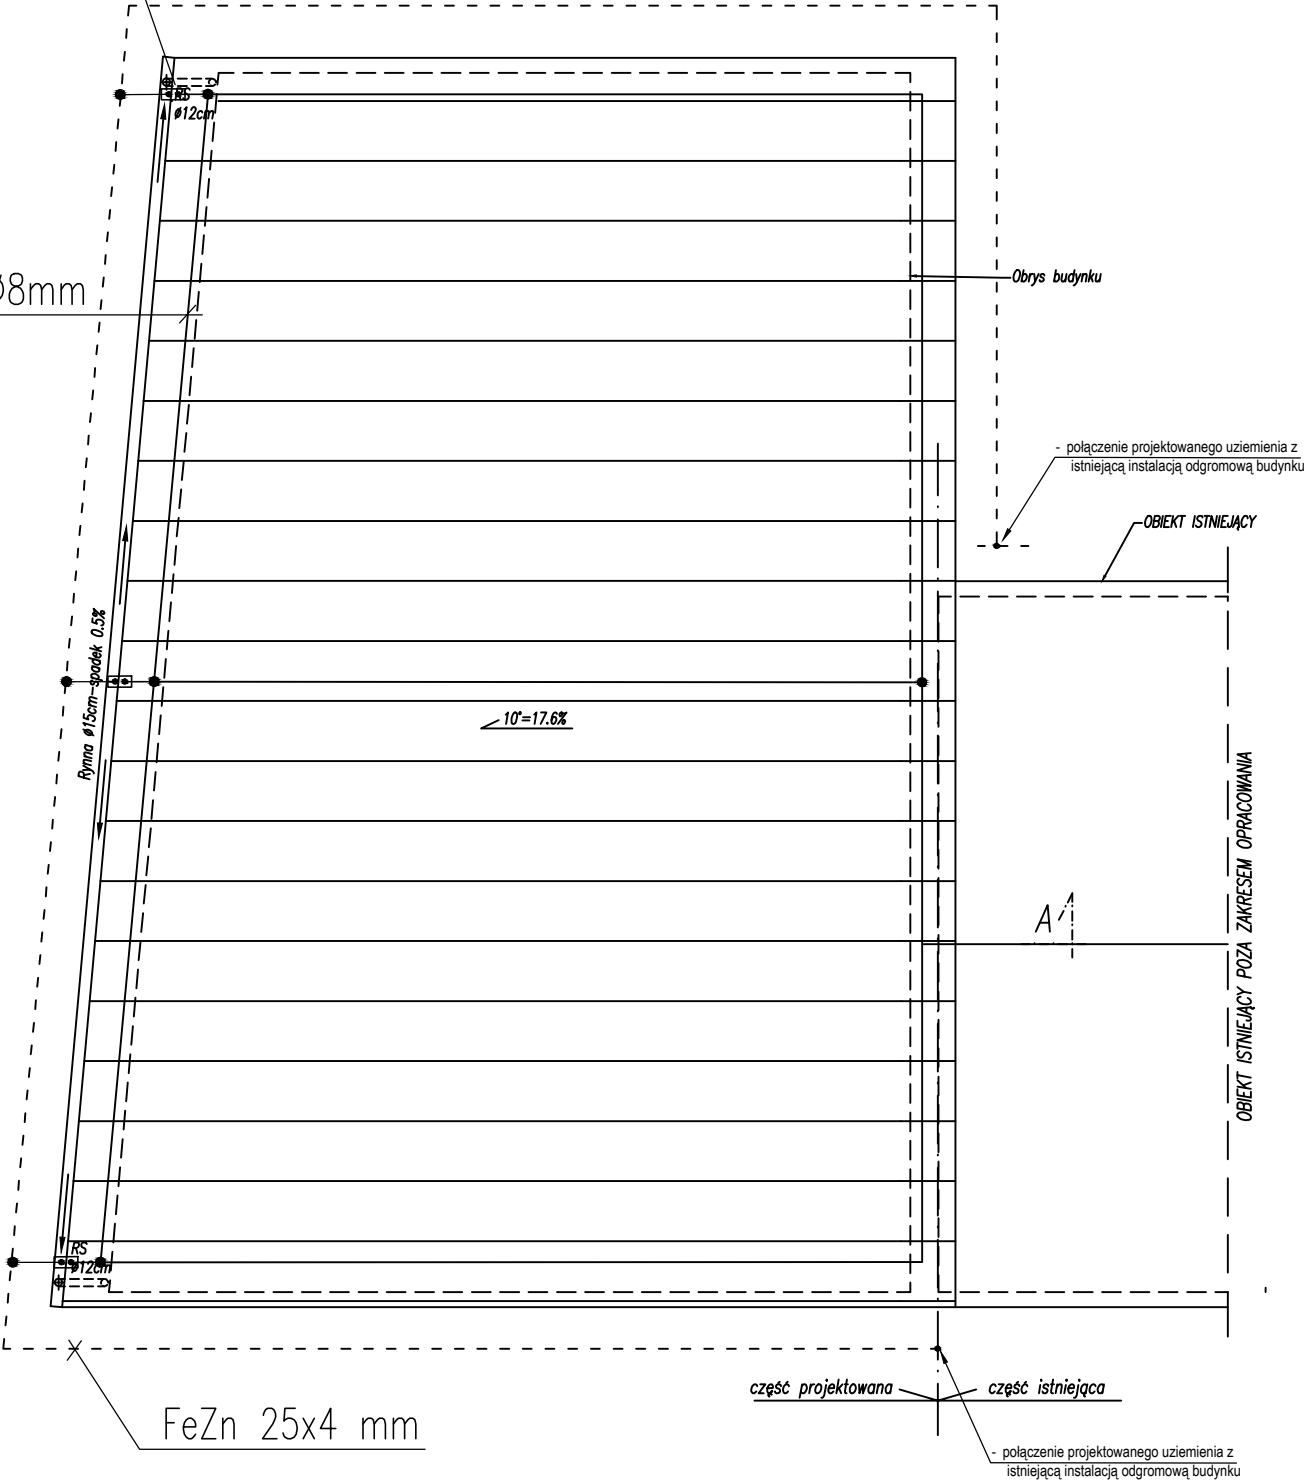 RS
ø12cm
ø8mm
Obrys budynku
- połączenie projektowanego uziemienia z
istniejącą instalacją odgromową budynku
OBIEKT ISTNIEJĄCY
Rynna ø15cm-spadek 0.5%
10°=17.6%
OBIEKT ISTNIEJĄCY POZA ZAKRESEM OPRACOWANIA
A
RS
ø12cm
część projektowana
część istniejąca
FeZn 25x4 mm
- połączenie projektowanego uziemienia z
istniejącą instalacją odgromową budynku